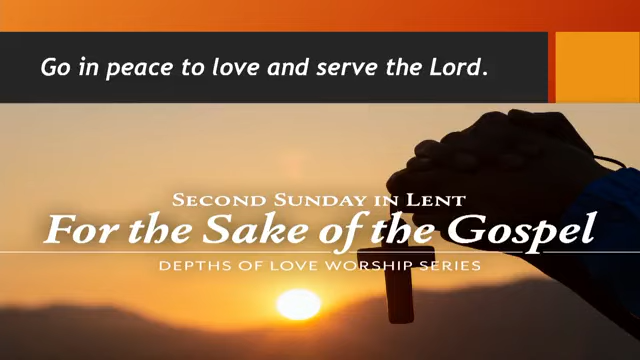 Go in peace to love and serve the Lord.
SECOND SUNDAY IN LENT
For the Sake of the Gospel
DEPTHS OF LOVE WORSHIP SERIES